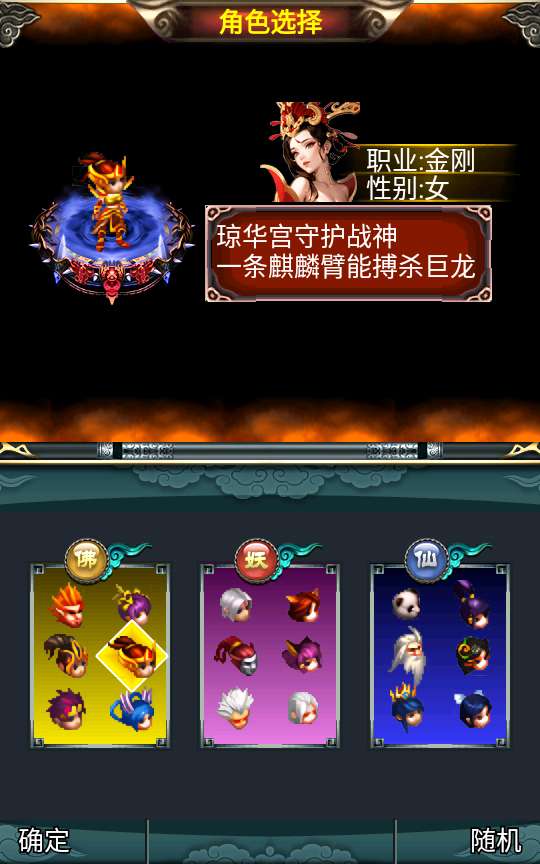 角色选择
职业:金刚
性别:女
琼华宫守护战神
一条麒麟臂能搏杀巨龙
佛
妖
仙
确定
随机